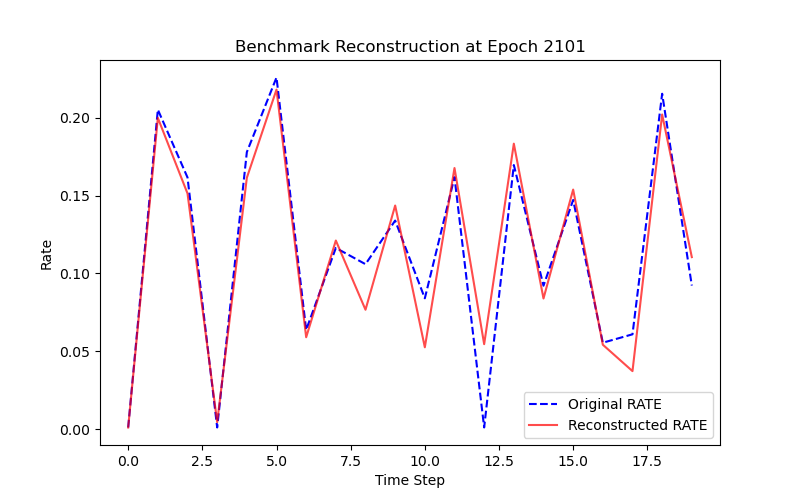 Benchmark Reconstruction at Epoch 2101
Rate
0.20
0.15
0.10
0.05
0.00
Original RATE
Reconstructed RATE
0.0 2.5 5.0 7.5 10.0 12.5 15.0 17.5
Time Step